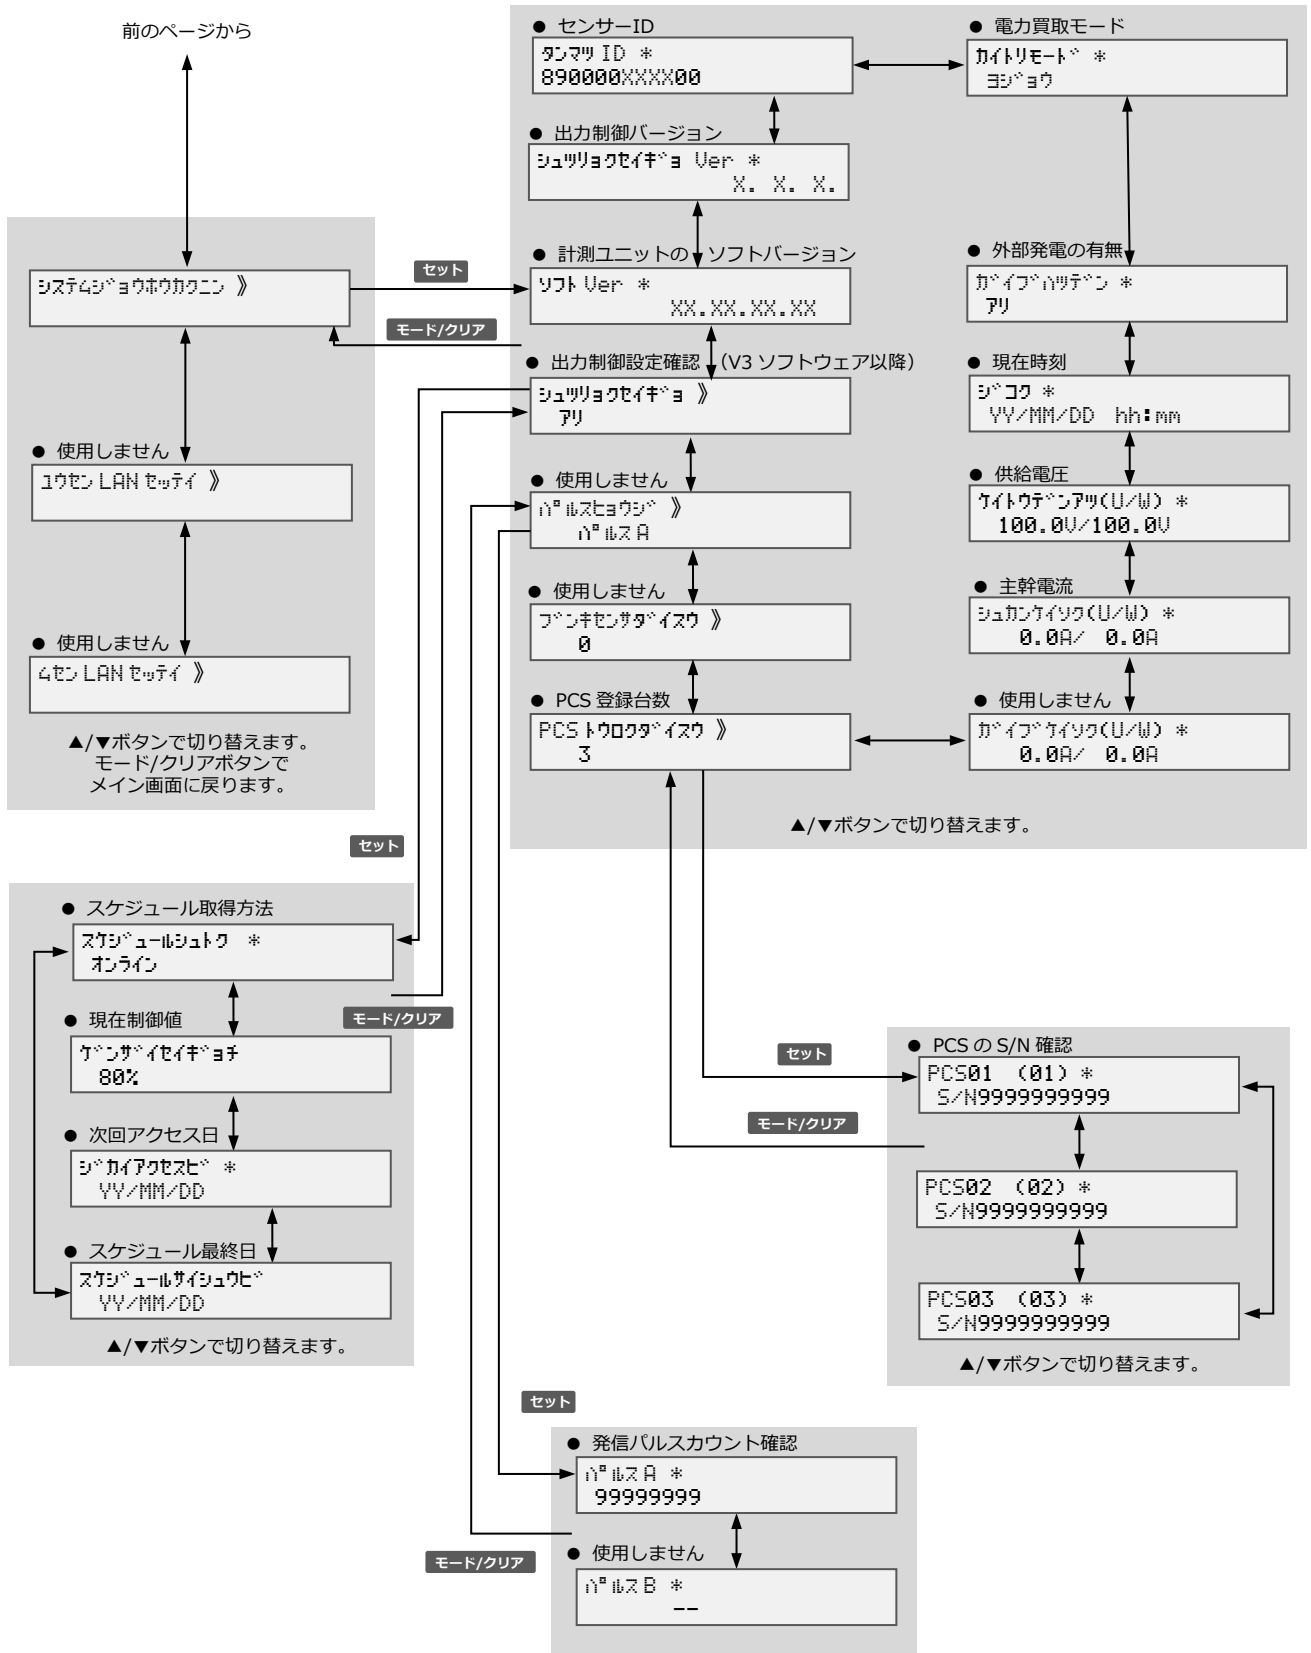 前のページから
システムジョウホウカクニン 》
● 使用しません
ユウセン LAN セッテイ 》
● 使用しません
ムセン LAN セッテイ 》
▲/▼ボタンで切り替えます。
モード/クリアボタンで
メイン画面に戻ります。
セット
モード/クリア
● センサーID
タンマツ ID *
890000XXXX00
● 出力制御バージョン
シュツリョクセイギョ Ver *
X. X. X.
● 計測ユニットの ソフトバージョン
ソフト Ver *
XX.XX.XX.XX
● 出力制御設定確認 (V3 ソフトウェア以降)
シュツリョクセイギョ 》
アリ
● 使用しません
パルスヒョウジ 》
パルス A
● 使用しません
ブンキセンサダイスウ 》
0
● PCS 登録台数
PCS トウロクダイスウ 》
3
● 電力買取モード
カイトリモード *
ヨジョウ
● 外部発電の有無
ガイブハツデン *
アリ
● 現在時刻
ジコク *
YY/MM/DD hh:mm
● 供給電圧
ケイトウデンアツ(U/W) *
100.0V/100.0V
● 主幹電流
シュカンケイソク(U/W) *
0.0A/ 0.0A
● 使用しません
ガイブケイソク(U/W) *
0.0A/ 0.0A
▲/▼ボタンで切り替えます。
セット
● スケジュール取得方法
スケジュールシュトク *
オンライン
モード/クリア
● 現在制御値
ゲンザイセイギョチ
80%
● 次回アクセス日
ジカイアクセスビ *
YY/MM/DD
● スケジュール最終日
スケジュールサイシュウビ
YY/MM/DD
▲/▼ボタンで切り替えます。
セット
モード/クリア
● PCS の S/N 確認
PCS01 (01) *
S/N9999999999
PCS02 (02) *
S/N9999999999
PCS03 (03) *
S/N9999999999
▲/▼ボタンで切り替えます。
セット
● 発信パルスカウント確認
パルス A *
99999999
モード/クリア
● 使用しません
パルス B *
--